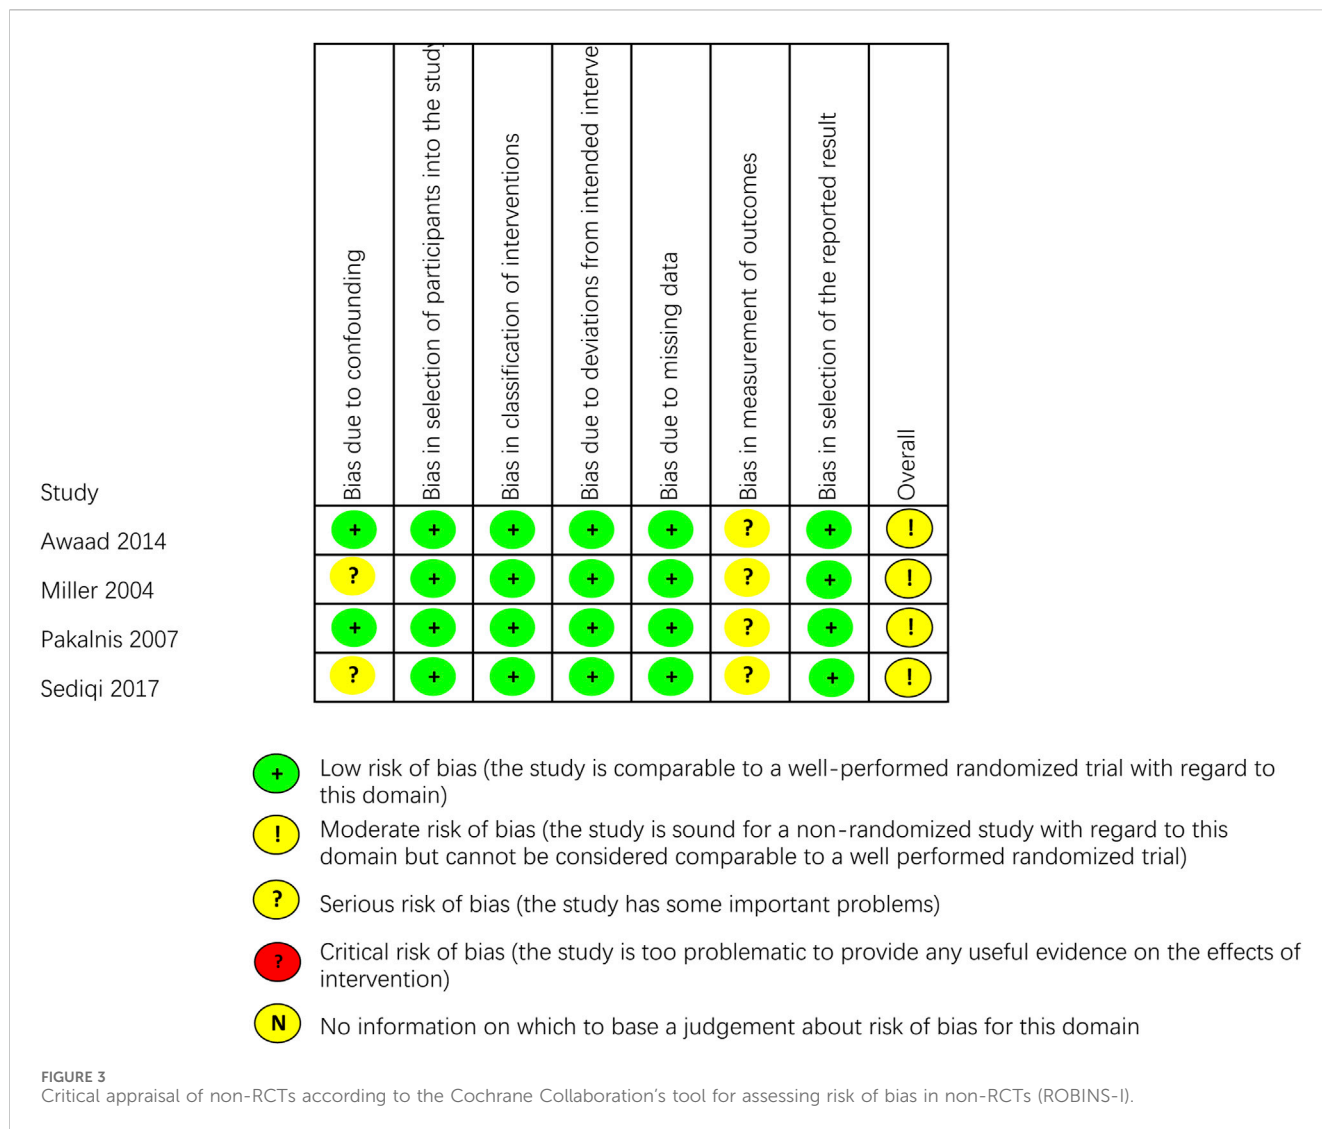 Bias due to confounding
Bias in selection of participants into the study
Bias in classification of interventions
Bias due to deviations from intended interve
Bias due to missing data
Bias in measurement of outcomes
Bias in selection of the reported result
Overall
Study
Awaad 2014 + + + + + ? + !
Miller 2004 ? + + + + ? + !
Pakalnis 2007 + + + + + ? + !
Sediqi 2017 ? + + + + ? + !
+ Low risk of bias (the study is comparable to a well-performed randomized trial with regard to
this domain)
! Moderate risk of bias (the study is sound for a non-randomized study with regard to this
domain but cannot be considered comparable to a well performed randomized trial)
? Serious risk of bias (the study has some important problems)
? Critical risk of bias (the study is too problematic to provide any useful evidence on the effects of
intervention)
N No information on which to base a judgement about risk of bias for this domain
FIGURE 3
Critical appraisal of non-RCTs according to the Cochrane Collaboration's tool for assessing risk of bias in non-RCTs (ROBINS-I).